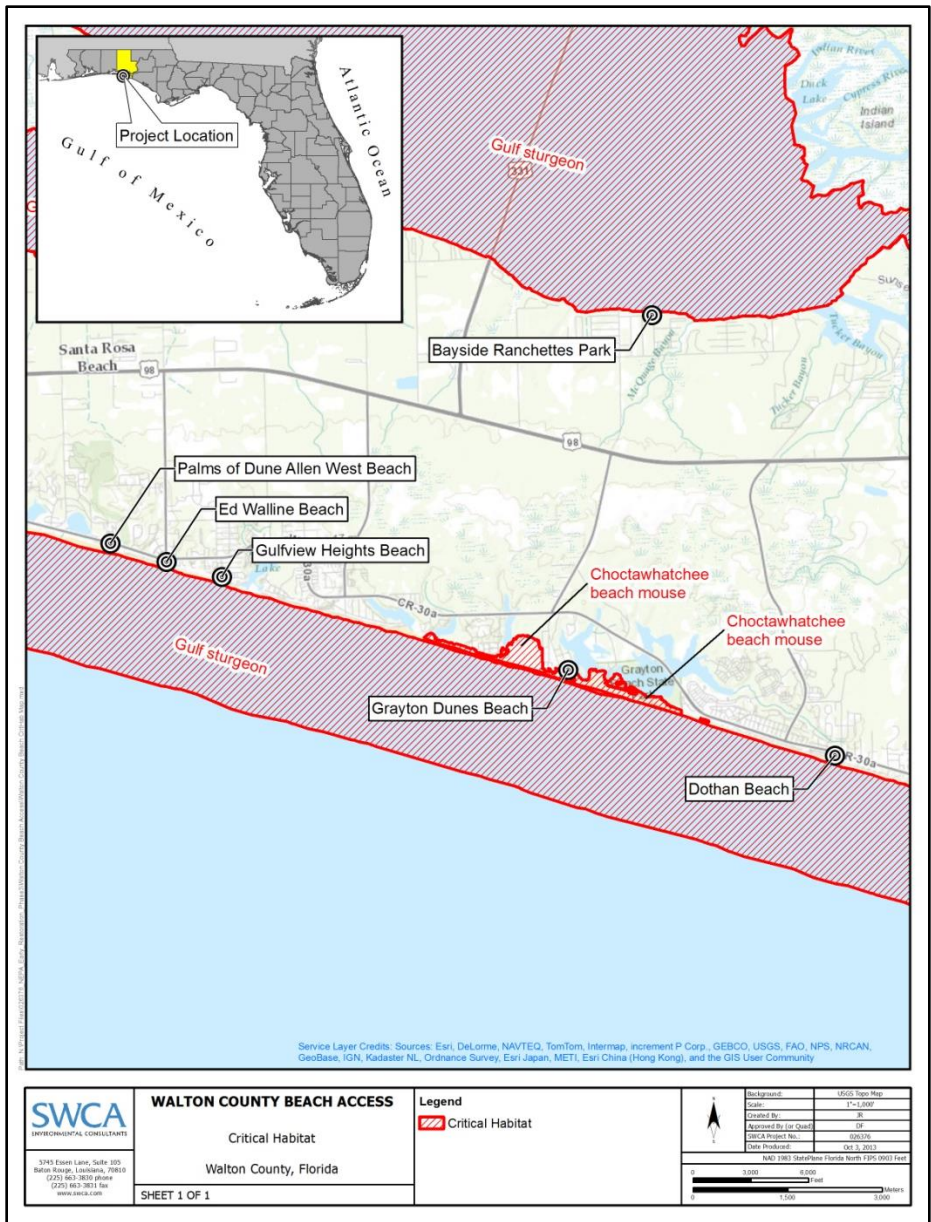 Atlantic Ocean
Project Location
Gulf of Mexico
Indian River
Duck
Lake
Cypress River
Indian
Island
Gulf sturgeon
331
Bayside Ranchettes Park
McQuage Bayou
Tucker Bayou
Tucker
Bayou
Santa Rosa
Beach
98
98
Palms of Dune Allen West Beach
Ed Walline Beach
Gulfview Heights Beach
Lake
30a
CR-30a
Choctawhatchee
beach mouse
Choctawhatchee
beach mouse
Gulf sturgeon
Grayton
Grayton Dunes Beach
CR-30a
Dothan Beach
Service Layer Credits: Sources: Esri, DeLorme, NAVTEQ, TomTom, Intermap, increment P Corp., GEBCO, USGS, FAO, NPS, NRCAN,
GeoBase, IGN, Kadaster NL, Ordnance Survey, Esri Japan, METI, Esri China (Hong Kong), and the GIS User Community
SWCA
ENVIRONMENTAL CONSULTANTS
5745 Essen Lane, Suite 105
Baton Rouge, Louisiana, 70810
(225) 663-3830 phone
(225) 663-3831 fax
www.swca.com
WALTON COUNTY BEACH ACCESS
Critical Habitat
Walton County, Florida
SHEET 1 OF 1
Legend
Critical Habitat
N
S
Background: USGS Topo Map
Scale: 1"=1,000'
Created By: JR
Approved By (or Quad) DF
SWCA Project No.: 026376
Date Produced: Oct 3, 2013
NAD 1983 StatePlane Florida North FIPS 0903 Feet
0 3,000 6,000
Feet
Meters
0 1,500 3,000